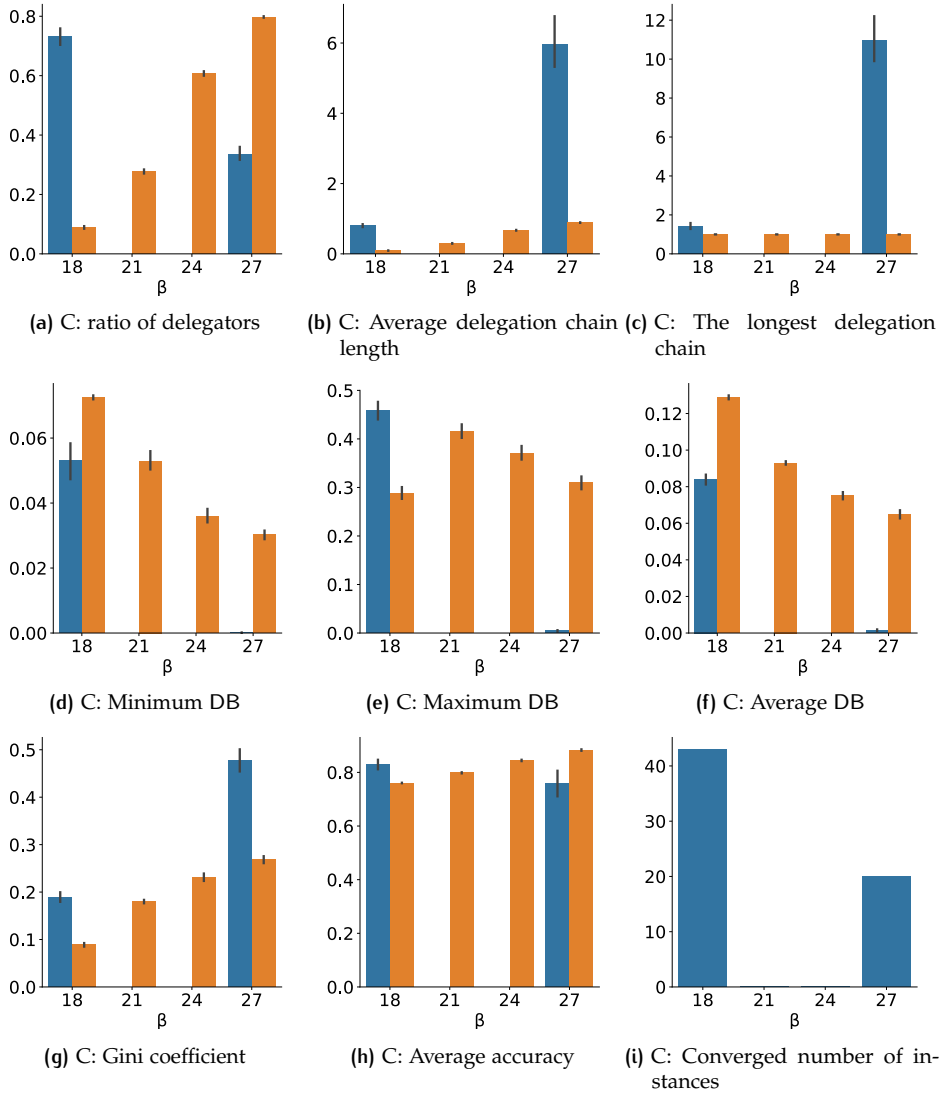 0.8
0.6
0.4
0.2
0.0
18 21 24 27
β
(a) C: ratio of delegators
6
4
2
0
18 21 24 27
β
(b) C: Average delegation chain
length
12
10
8
6
4
2
0
18 21 24 27
β
(c) C: The longest delegation
chain
0.06
0.04
0.02
0.00
18 21 24 27
β
(d) C: Minimum DB
0.5
0.4
0.3
0.2
0.1
0.0
18 21 24 27
β
(e) C: Maximum DB
0.12
0.10
0.08
0.06
0.04
0.02
0.00
18 21 24 27
β
(f) C: Average DB
0.5
0.4
0.3
0.2
0.1
0.0
18 21 24 27
β
(g) C: Gini coefficient
0.8
0.6
0.4
0.2
0.0
18 21 24 27
β
(h) C: Average accuracy
40
30
20
10
0
18 21 24 27
β
(i) C: Converged number of in-
stances